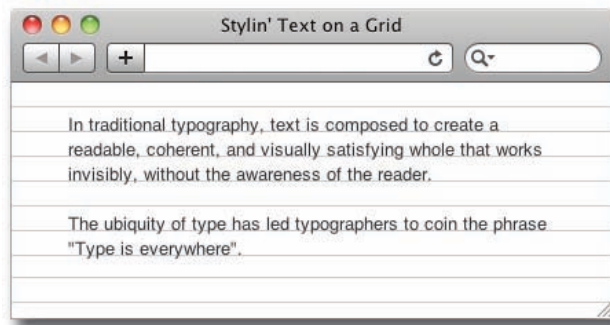 Stylin' Text on a Grid
In traditional typography, text is composed to create a
readable, coherent, and visually satisfying whole that works
invisibly, without the awareness of the reader.
The ubiquity of type has led typographers to coin the phrase
"Type is everywhere".